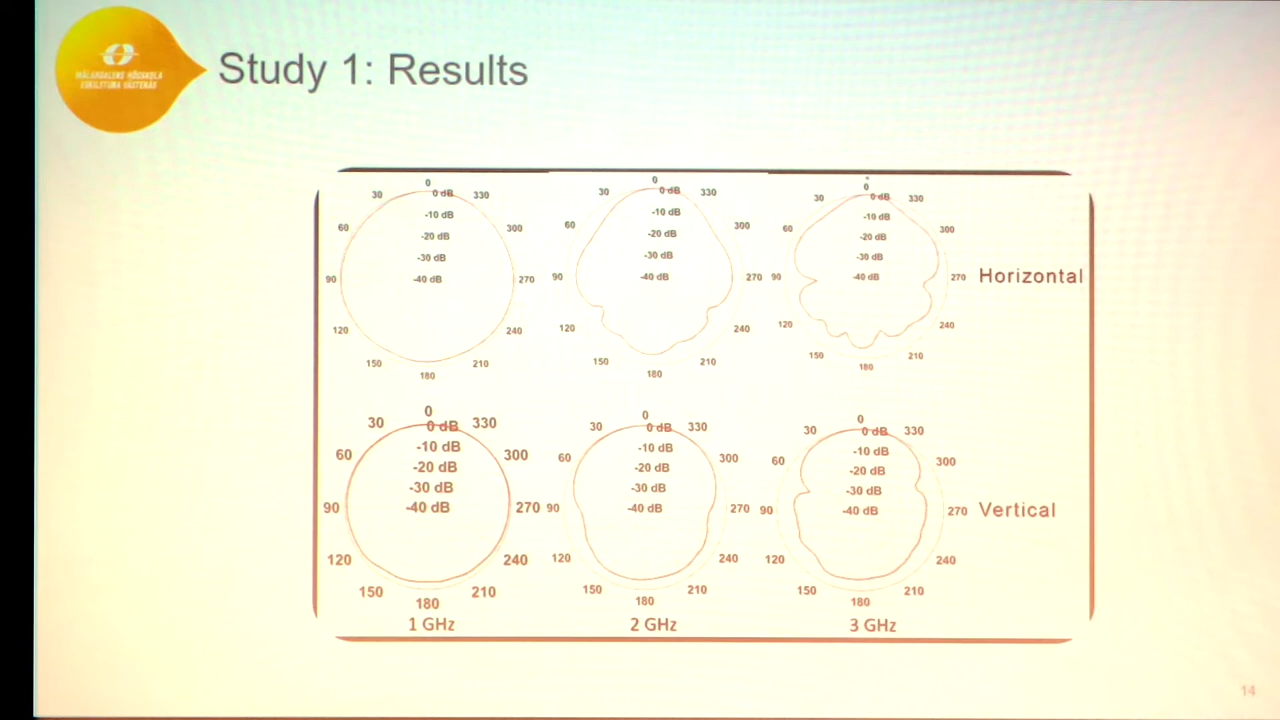 MÄLARDALENS HÖGSKOLA
ESKILSTUNA VÄSTERÅS
Study 1: Results
0
30 0 dB 330
-10 dB
60 -20 dB 300
-30 dB
90 -40 dB 270
120 240
150 210
180
0
30 0 dB 330
-10 dB
60 -20 dB 300
-30 dB
90 -40 dB 270
120 240
150 210
180
0
30 0 dB 330
-10 dB
60 -20 dB 300
-30 dB
90 -40 dB 270
120 240
150 210
180
Horizontal
0
30 0 dB 330
-10 dB
60 -20 dB 300
-30 dB
90 -40 dB 270
120 240
150 210
180
1 GHz
0
30 0 dB 330
-10 dB
60 -20 dB 300
-30 dB
90 -40 dB 270
120 240
150 210
180
2 GHz
0
30 0 dB 330
-10 dB
60 -20 dB 300
-30 dB
90 -40 dB 270
120 240
150 210
180
3 GHz
Vertical
14